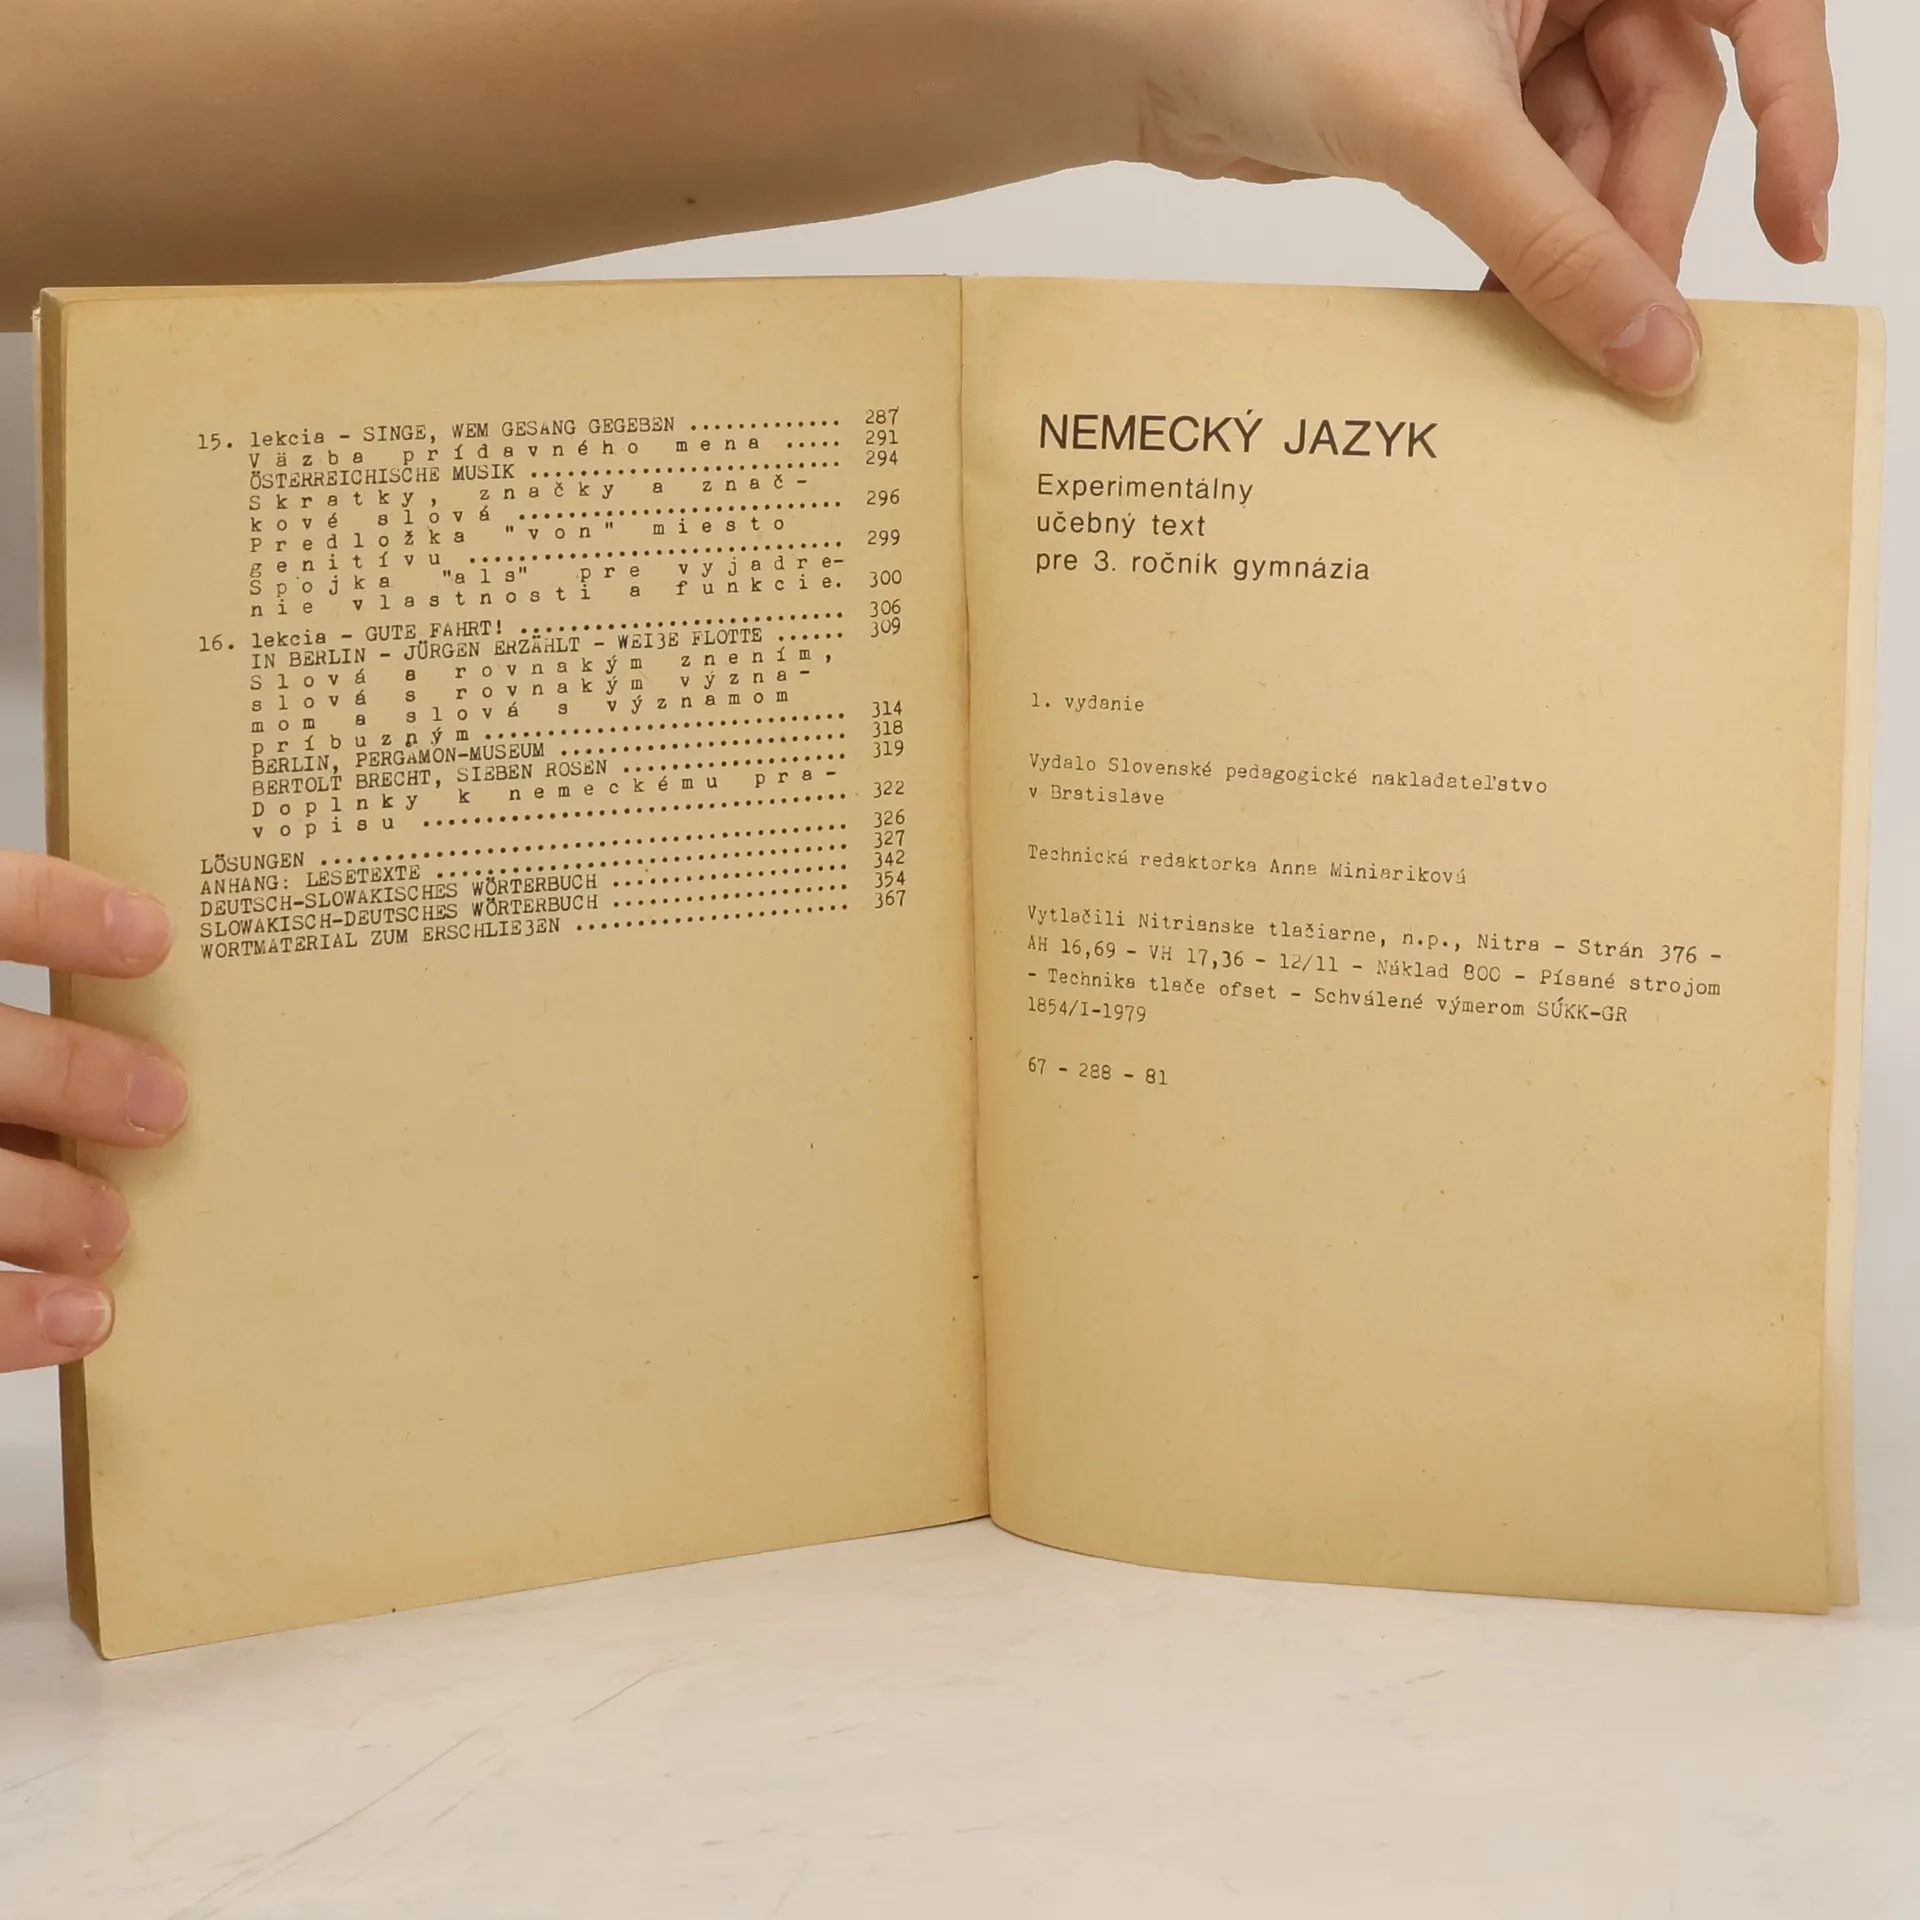 15. lekcia - SINGE, WEM GESANG GEGEBEN ............. 287
Väzba prídavného mena ..... 291
ÖSTERREICHISCHE MUSIK ........................ 294
Skratky, značky a znač-
kové slová ......................... 296
Predložka "von" miesto
genitívu ............................. 299
Spojka "als" pre vyjadre-
nie vlastnosti a funkcie. 300
16. lekcia - GUTE FAHRT! ......................... 306
IN BERLIN - JÜRGEN ERZÄHLT - WEIßE FLOTTE ...... 309
Slová s rovnakým znením,
slová s rovnakým význa-
mom a slová s významom
príbuzným ............................ 314
BERLIN, PERGAMON-MUSEUM ...................... 318
BERTOLT BRECHT, SIEBEN ROSEN .................. 319
Doplnky k nemeckému pra-
vopisu ................................. 322
LÖSUNGEN ......................................... 326
ANHANG: LESETEXTE ................................ 327
DEUTSCH-SLOWAKISCHES WÖRTERBUCH ................... 342
SLOWAKISCH-DEUTSCHES WÖRTERBUCH ................... 354
WORTMATERIAL ZUM ERSCHLIEßEN ..................... 367
NEMECKÝ JAZYK
Experimentálny
učebný text
pre 3. ročník gymnázia
1. vydanie
Vydalo Slovenské pedagogické nakladateľstvo
v Bratislave
Technická redaktorka Anna Miniariková
Vytlačili Nitrianske tlačiarne, n.p., Nitra - Strán 376 -
AH 16,69 - VH 17,36 - 12/11 - Náklad 800 - Písané strojom
- Technika tlače ofset - Schválené výmerom SÚKK-GR
1854/I-1979
67 - 288 - 81